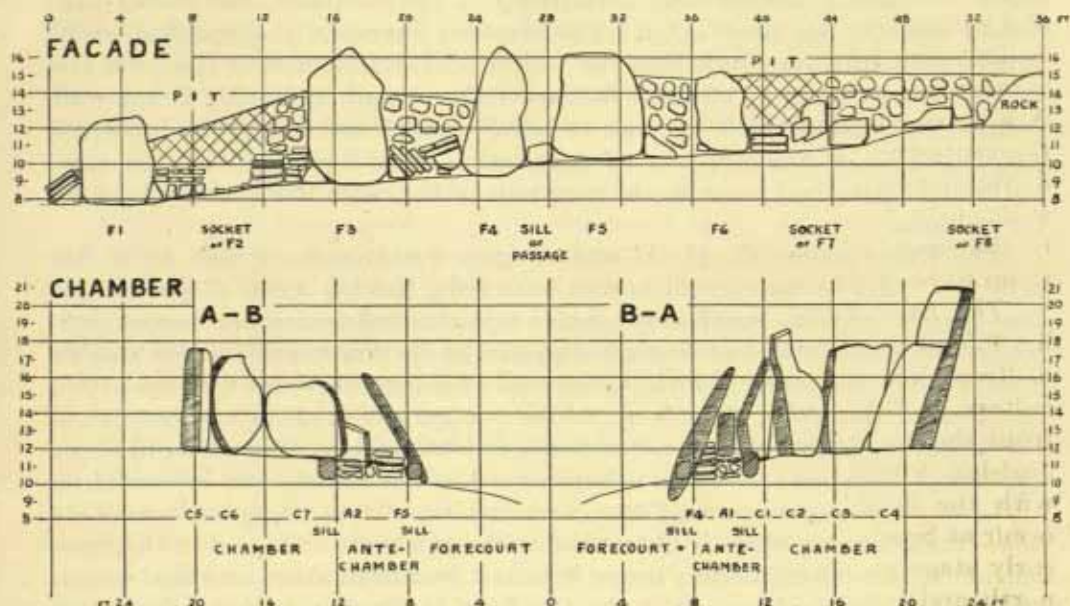 0 4 8 12 16 20 24 28 32 36 40 44 48 52 56 FT
FACADE
PIT
PIT
ROCK
16 16
15 15
14 14
13 13
12 12
11 11
10 10
9 9
8 8
F1 SOCKET OF F2 F3 F4 SILL OF PASSAGE F5 F6 SOCKET OF F7 SOCKET OF F8
CHAMBER
A-B B-A
21 21
20 20
19 19
18 18
17 17
16 16
15 15
14 14
13 13
12 12
11 11
10 10
9 9
8 8
C5 C6 C7 A2 F5 F4 A1 C1 C2 C3 C4
SILL SILL SILL SILL
CHAMBER ANTE-CHAMBER FORECOURT FORECOURT ANTE-CHAMBER CHAMBER
FT 24 20 16 12 8 4 0 4 8 12 16 20 24 FT